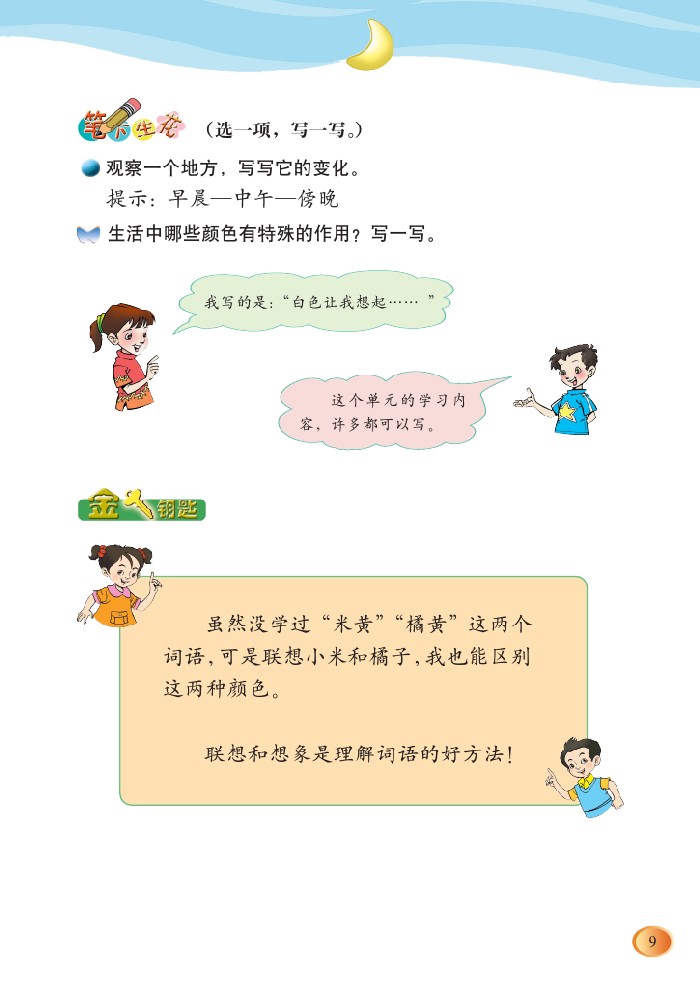 笔下生花 （选一项，写一写。）
观察一个地方，写写它的变化。
提示：早晨—中午—傍晚
生活中哪些颜色有特殊的作用？写一写。
我写的是：“白色让我想起……”
这个单元的学习内
容，许多都可以写。
金钥匙
虽然没学过“米黄”“橘黄”这两个
词语，可是联想小米和橘子，我也能区别
这两种颜色。
联想和想象是理解词语的好方法！
9